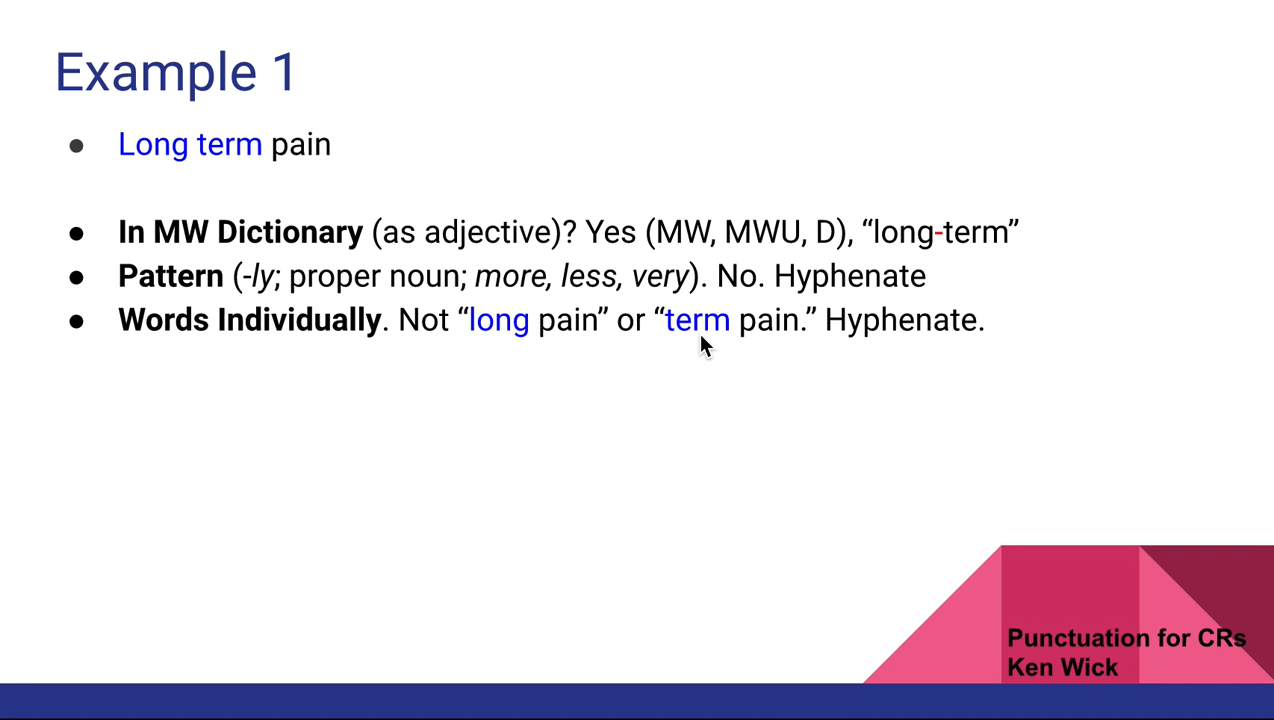 Example 1
● Long term pain
● In MW Dictionary (as adjective)? Yes (MW, MWU, D), “long-term”
● Pattern (-ly; proper noun; more, less, very). No. Hyphenate
● Words Individually. Not “long pain” or “term pain.” Hyphenate.
Punctuation for CRs
Ken Wick